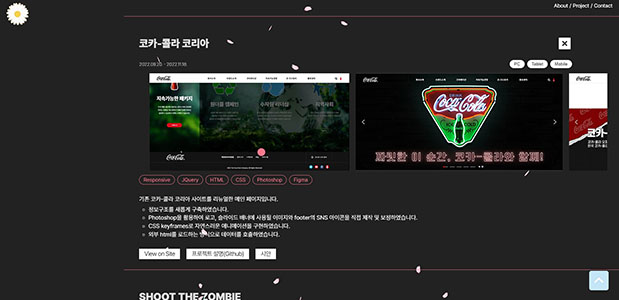 About / Project / Contact
코카-콜라 코리아
2022.09.20 - 2022.11.16
PC Tablet Mobile
지속가능한 패키지
Coca-Cola
짜릿한 이 순간, 코카-콜라와 함께!
Responsive JQuery HTML CSS Photoshop Figma
기존 코카-콜라 코리아 사이트를 리뉴얼한 메인 페이지입니다.
정보구조를 새롭게 구축하였습니다.
Photoshop을 활용하여 로고, 슬라이드 배너에 사용될 이미지와 footer의 SNS 아이콘을 직접 제작 및 보정하였습니다.
CSS keyframes로 자연스러운 애니메이션을 구현하였습니다.
외부 html를 로드하는 방식으로 데이터를 호출하였습니다.
View on Site 프로젝트 설명(Github) 시안
SHOOT THE ZOMBIE